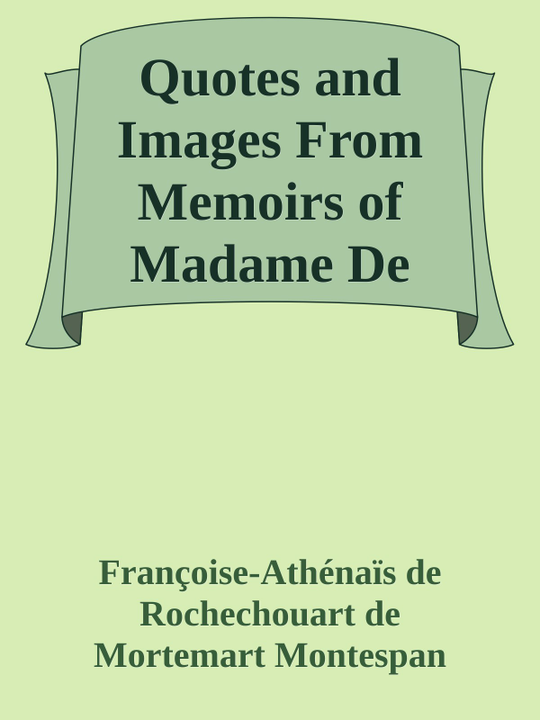 Quotes and
Images From
Memoirs of
Madame De
Françoise-Athénaïs de
Rochechouart de
Mortemart Montespan